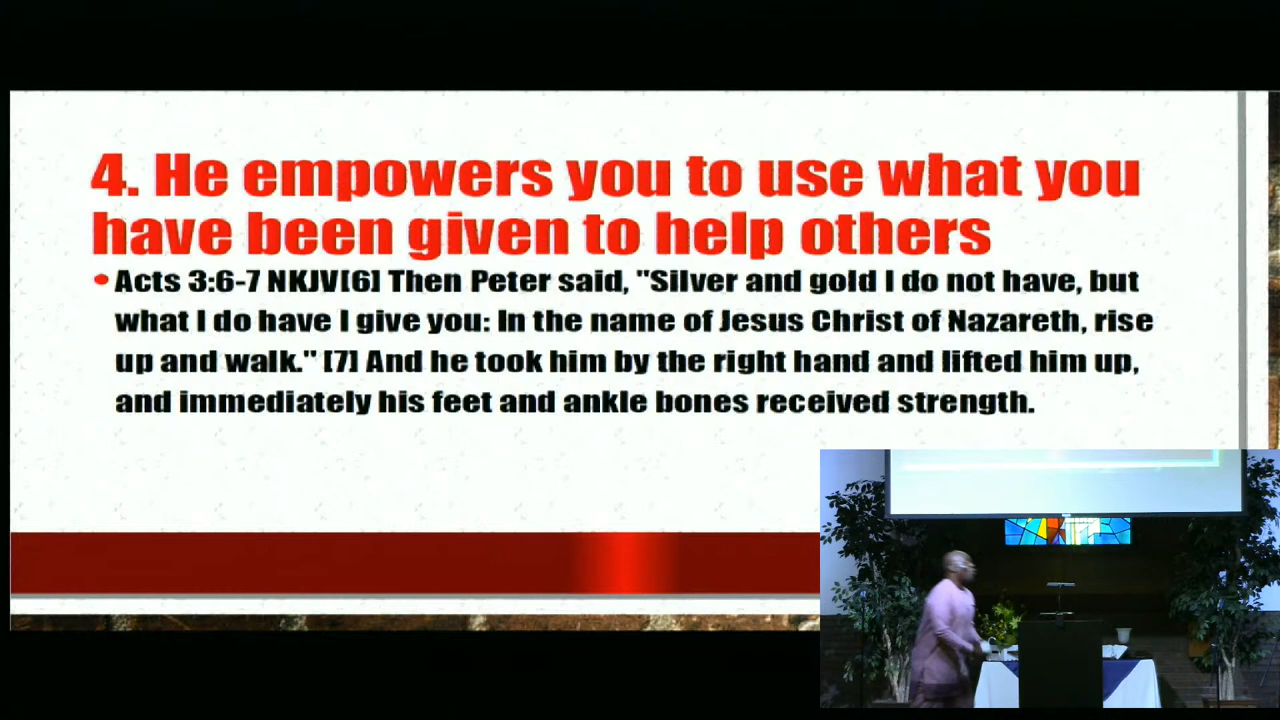 4. He empowers you to use what you
have been given to help others
• Acts 3:6-7 NKJV[6] Then Peter said, "Silver and gold I do not have, but
what I do have I give you: In the name of Jesus Christ of Nazareth, rise
up and walk." [7] And he took him by the right hand and lifted him up,
and immediately his feet and ankle bones received strength.